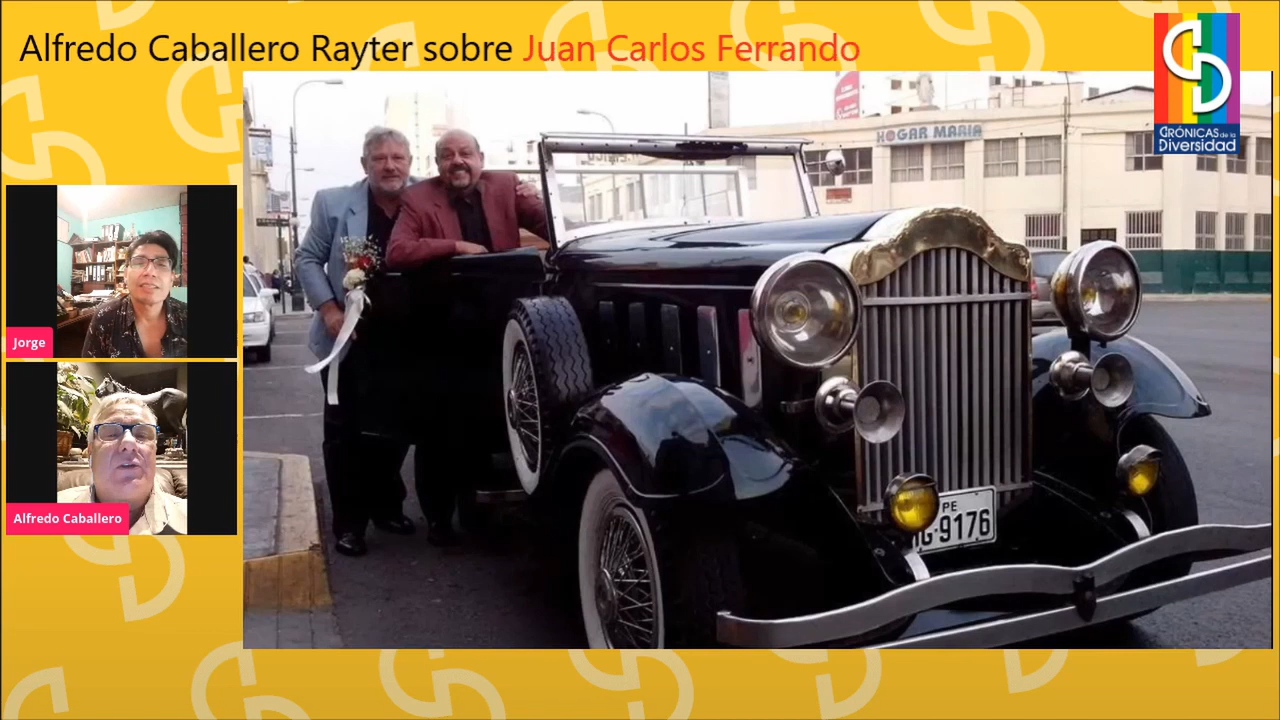 Alfredo Caballero Rayter sobre Juan Carlos Ferrando
CRÓNICAS de la
Diversidad
HOGAR MARIA
Jorge
Alfredo Caballero
PE
G-9176